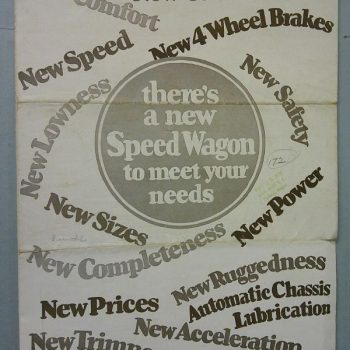 Comfort
New 4 Wheel Brakes
New Speed
New Lowness
New Safety
there's
a new
Speed Wagon
to meet your
needs
172
New Sizes
New Power
New Completeness
New Ruggedness
New Prices
Automatic Chassis
Lubrication
New Acceleration